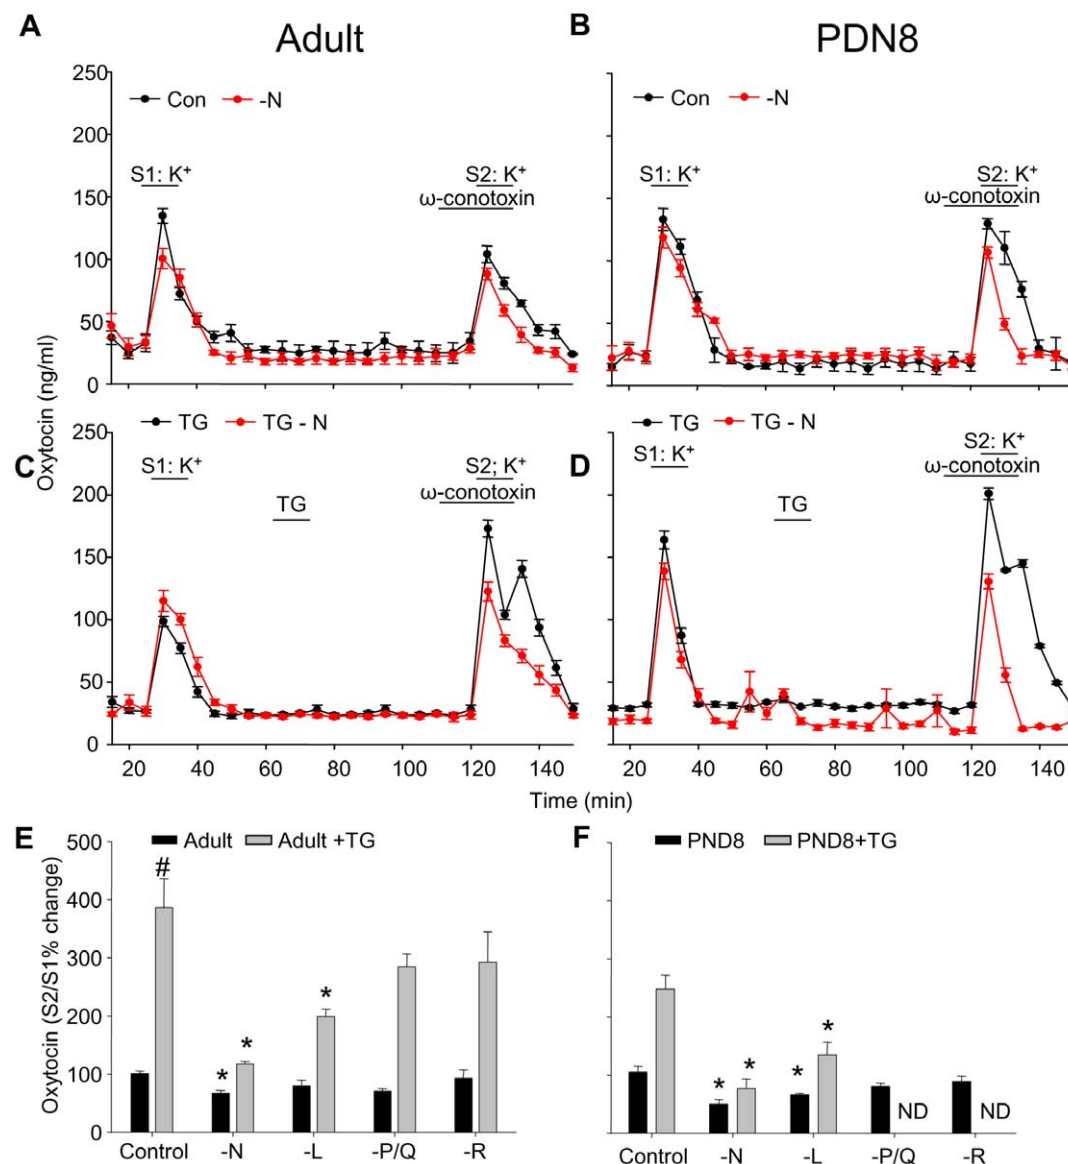 A Adult B PDN8
250 Con -N Con -N
200
S1: K⁺ S2: K⁺ S1: K⁺ S2: K⁺
150 ω-conotoxin ω-conotoxin
100
50
0
Oxytocin (ng/ml)
250 TG TG - N TG TG - N
C S1: K⁺ S2; K⁺ D S1: K⁺ S2: K⁺
200 ω-conotoxin ω-conotoxin
TG TG
150
100
50
0
20 40 60 80 100 120 140 20 40 60 80 100 120 140
Time (min)
E Adult Adult +TG F PND8 PND8+TG
500
#
400
300
200 * *
100 * * * * *
ND ND
0
Oxytocin (S2/S1% change)
Control -N -L -P/Q -R Control -N -L -P/Q -R